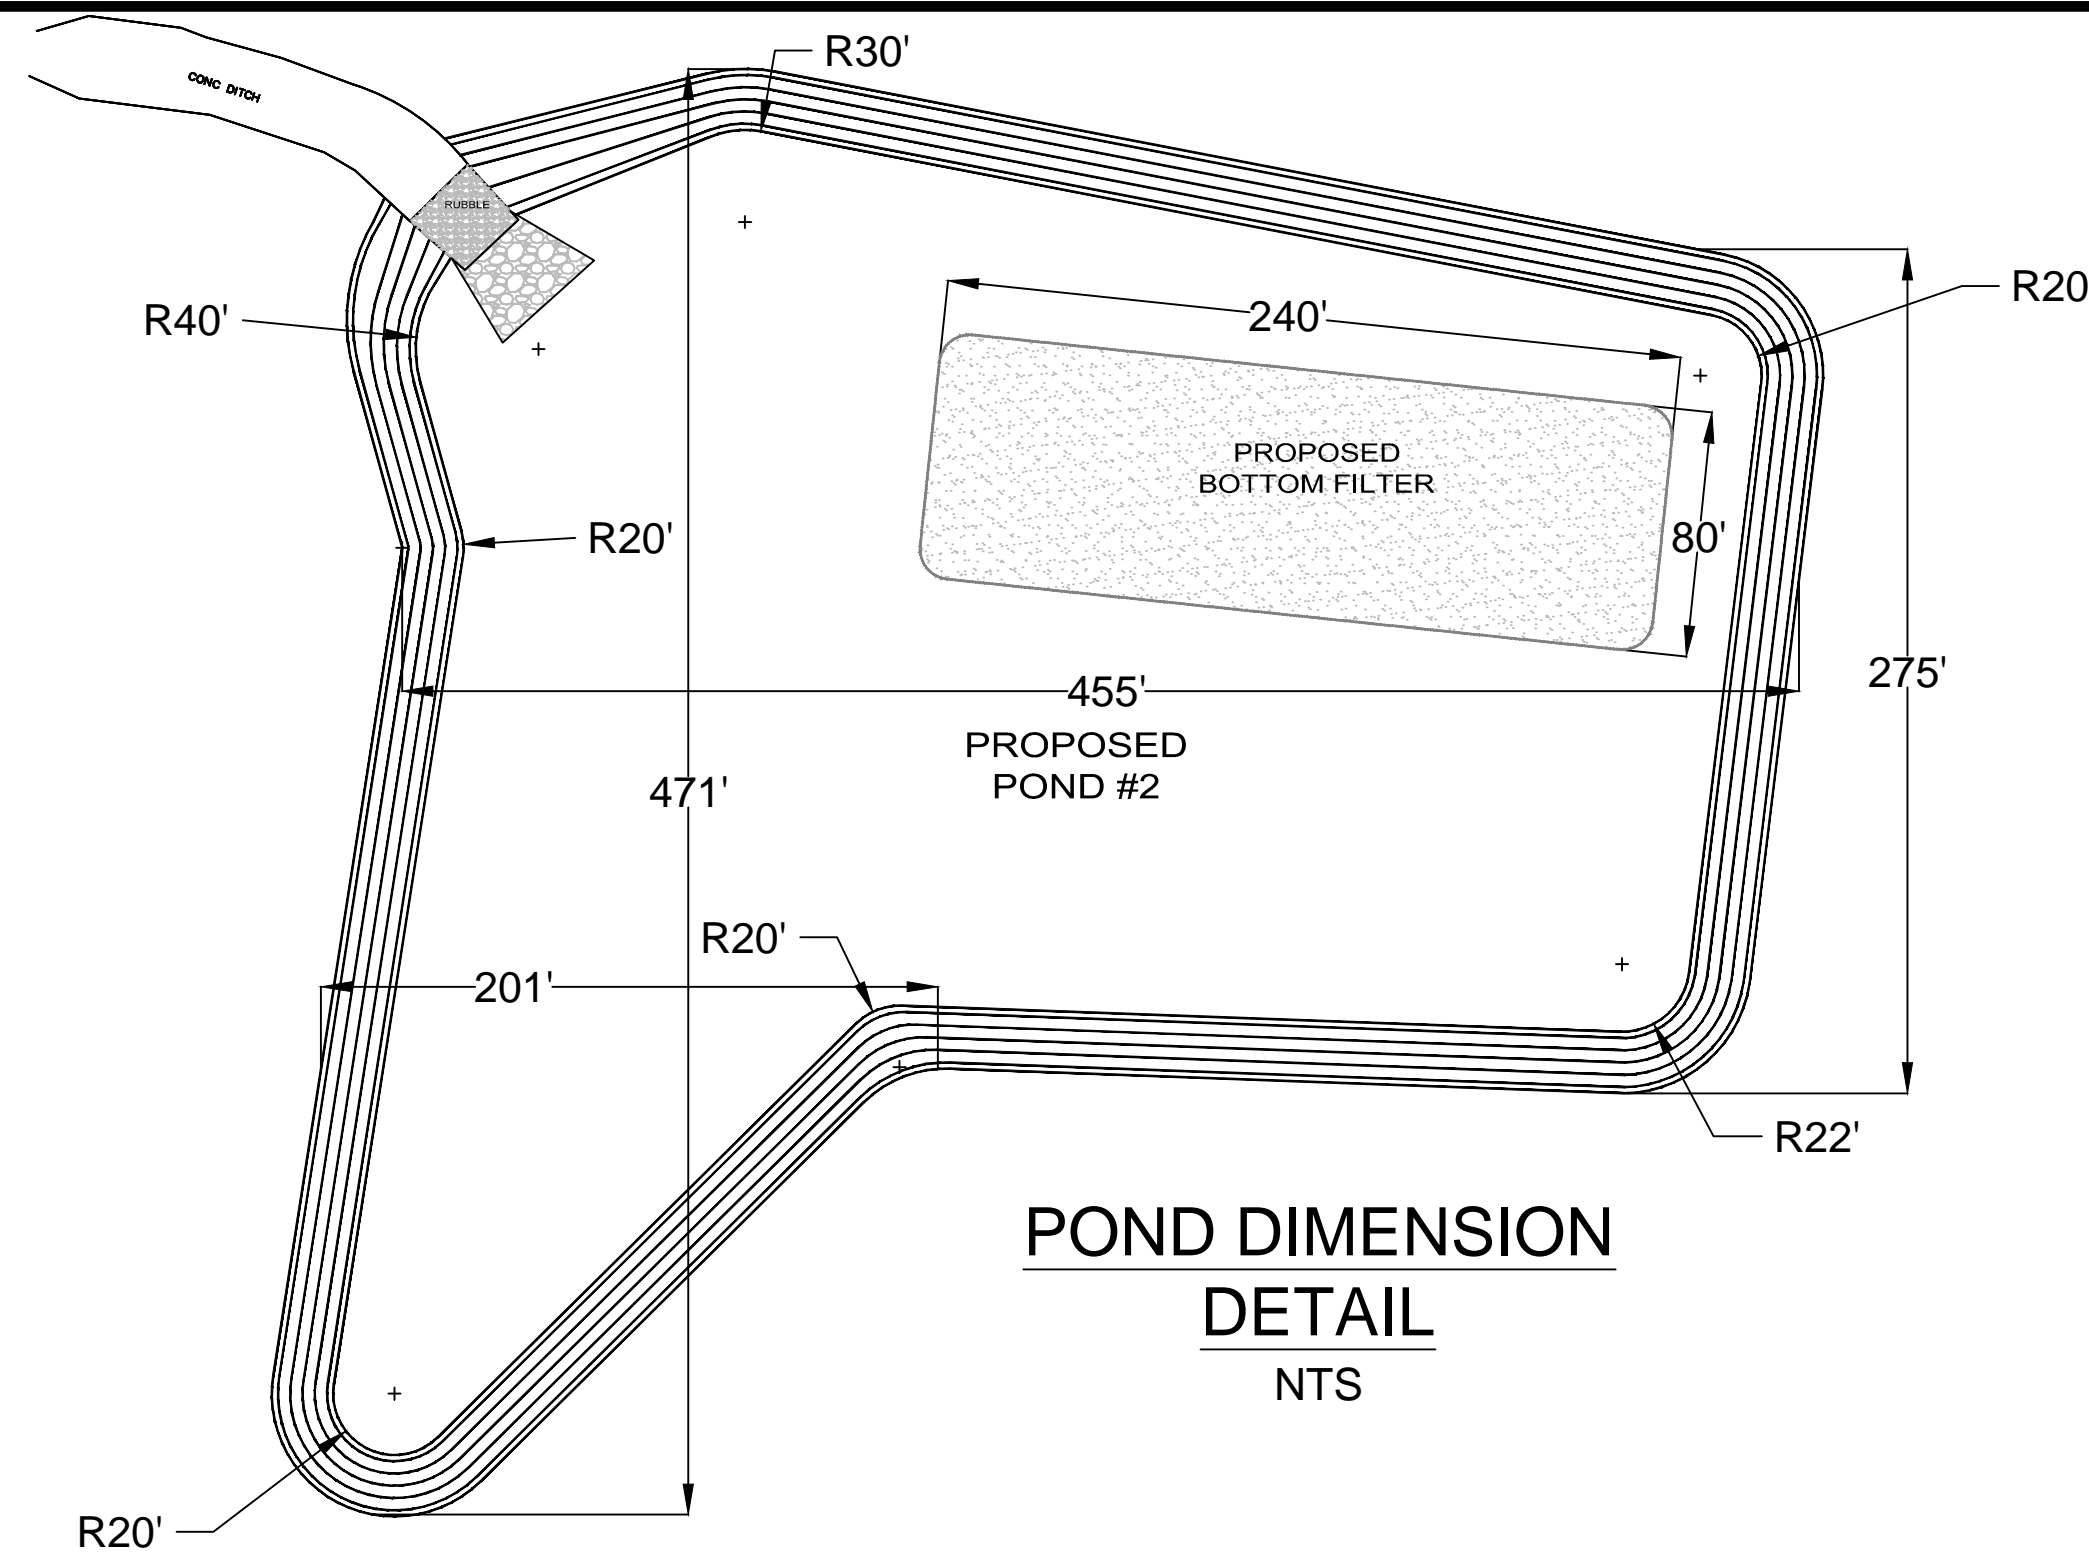 R30'
CONC DITCH
RUBBLE
R20
R40'
240'
PROPOSED
BOTTOM FILTER
R20'
80'
275'
455'
PROPOSED
POND #2
471'
R20'
201'
R22'
POND DIMENSION
DETAIL
NTS
R20'